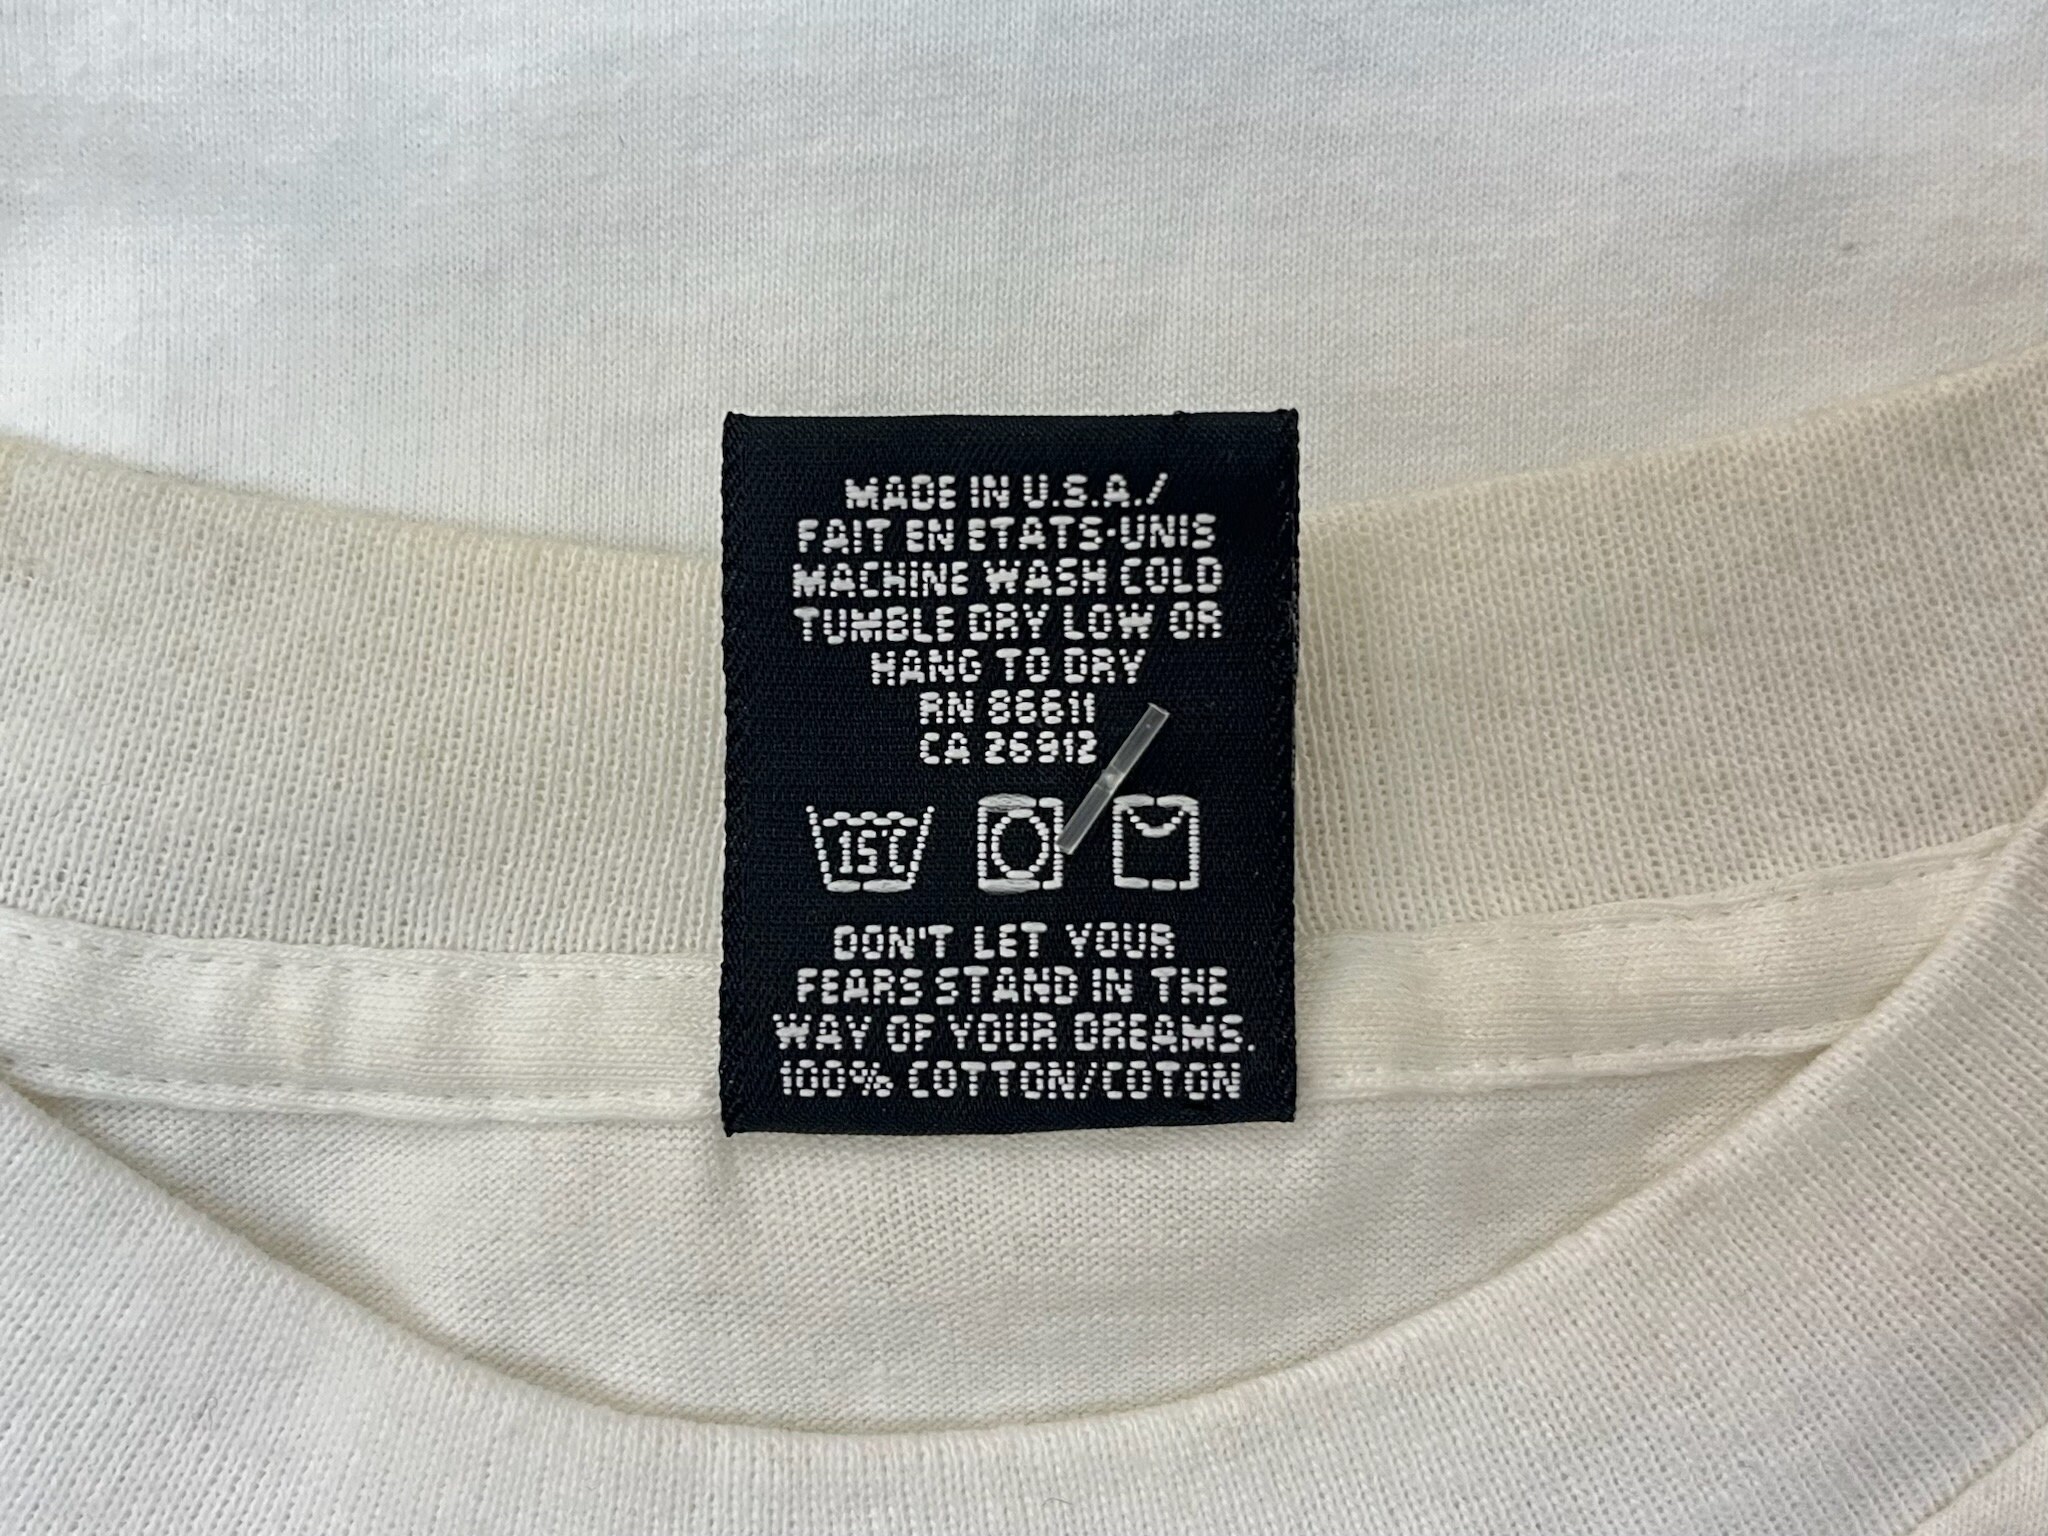 MADE IN U.S.A./
FAIT EN ETATS-UNIS
MACHINE WASH COLD
TUMBLE DRY LOW OR
HANG TO DRY
RN 86611
CA 26912
15°C
DON'T LET YOUR
FEARS STAND IN THE
WAY OF YOUR DREAMS.
100% COTTON/COTON